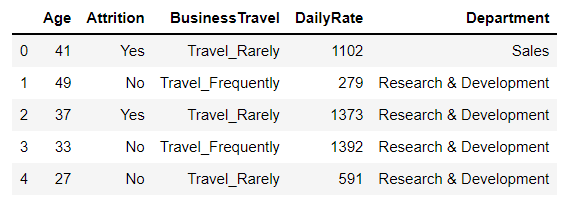 Age Attrition BusinessTravel DailyRate Department
0 41 Yes Travel_Rarely 1102 Sales
1 49 No Travel_Frequently 279 Research & Development
2 37 Yes Travel_Rarely 1373 Research & Development
3 33 No Travel_Frequently 1392 Research & Development
4 27 No Travel_Rarely 591 Research & Development